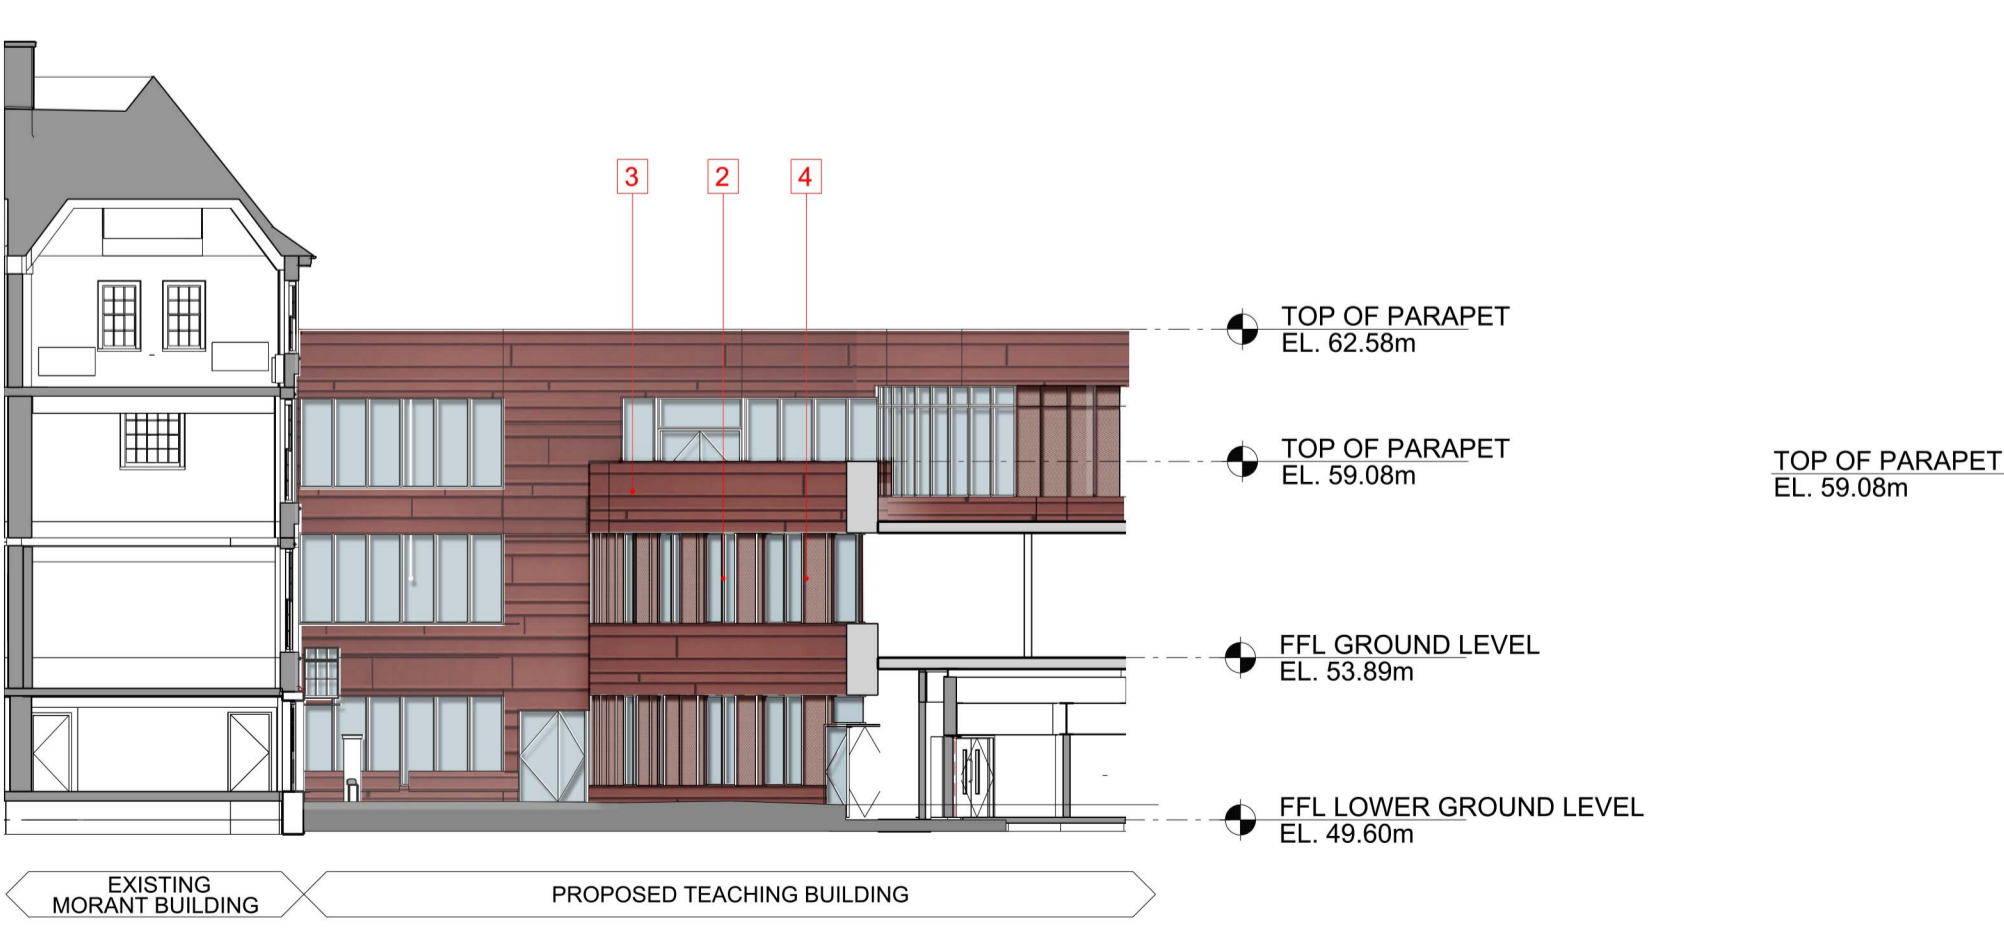 3
2
4
TOP OF PARAPET
EL. 62.58m
TOP OF PARAPET
EL. 59.08m
TOP OF PARAPET
EL. 59.08m
FFL GROUND LEVEL
EL. 53.89m
FFL LOWER GROUND LEVEL
EL. 49.60m
EXISTING
MORANT BUILDING
PROPOSED TEACHING BUILDING